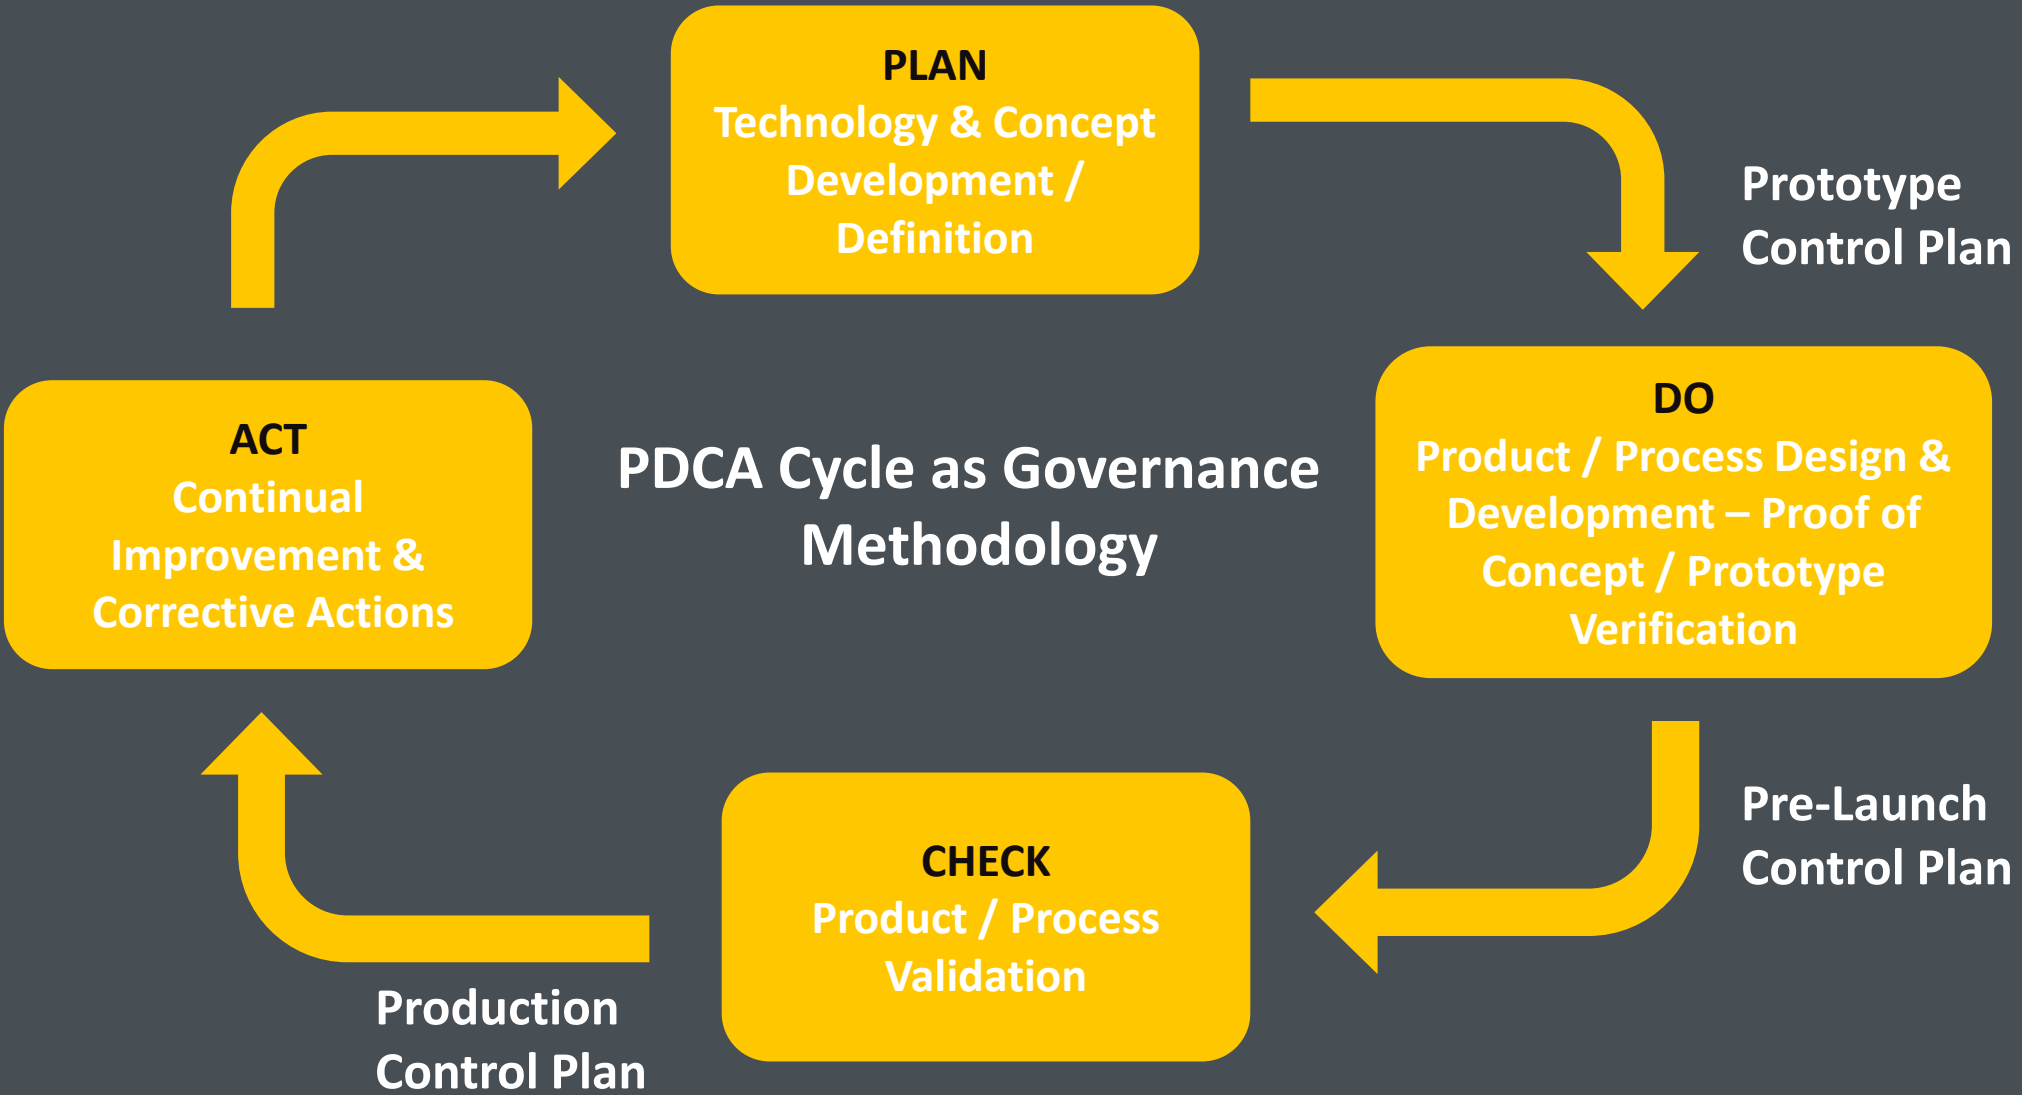 PLAN
Technology & Concept
Development /
Definition
Prototype
Control Plan
DO
Product / Process Design &
Development – Proof of
Concept / Prototype
Verification
ACT
Continual
Improvement &
Corrective Actions
PDCA Cycle as Governance
Methodology
Pre-Launch
Control Plan
CHECK
Product / Process
Validation
Production
Control Plan